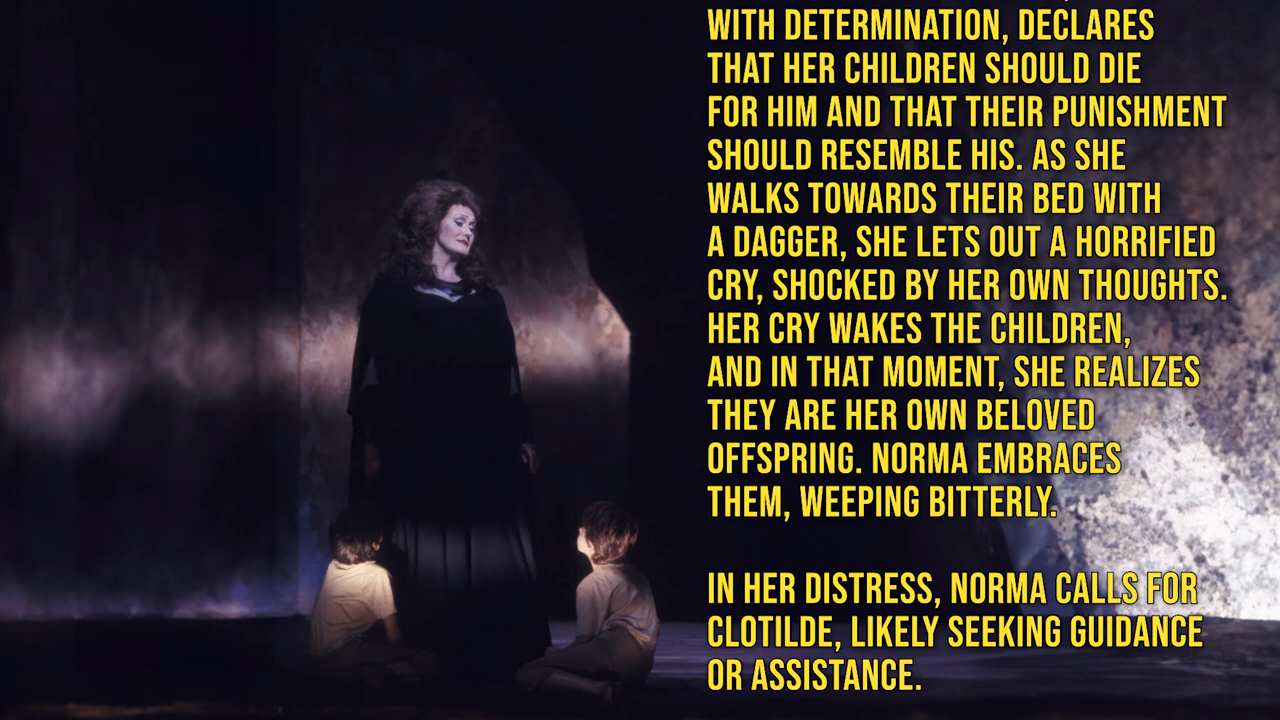 WITH DETERMINATION, DECLARES
THAT HER CHILDREN SHOULD DIE
FOR HIM AND THAT THEIR PUNISHMENT
SHOULD RESEMBLE HIS. AS SHE
WALKS TOWARDS THEIR BED WITH
A DAGGER, SHE LETS OUT A HORRIFIED
CRY, SHOCKED BY HER OWN THOUGHTS.
HER CRY WAKES THE CHILDREN,
AND IN THAT MOMENT, SHE REALIZES
THEY ARE HER OWN BELOVED
OFFSPRING. NORMA EMBRACES
THEM, WEEPING BITTERLY.
IN HER DISTRESS, NORMA CALLS FOR
CLOTILDE, LIKELY SEEKING GUIDANCE
OR ASSISTANCE.